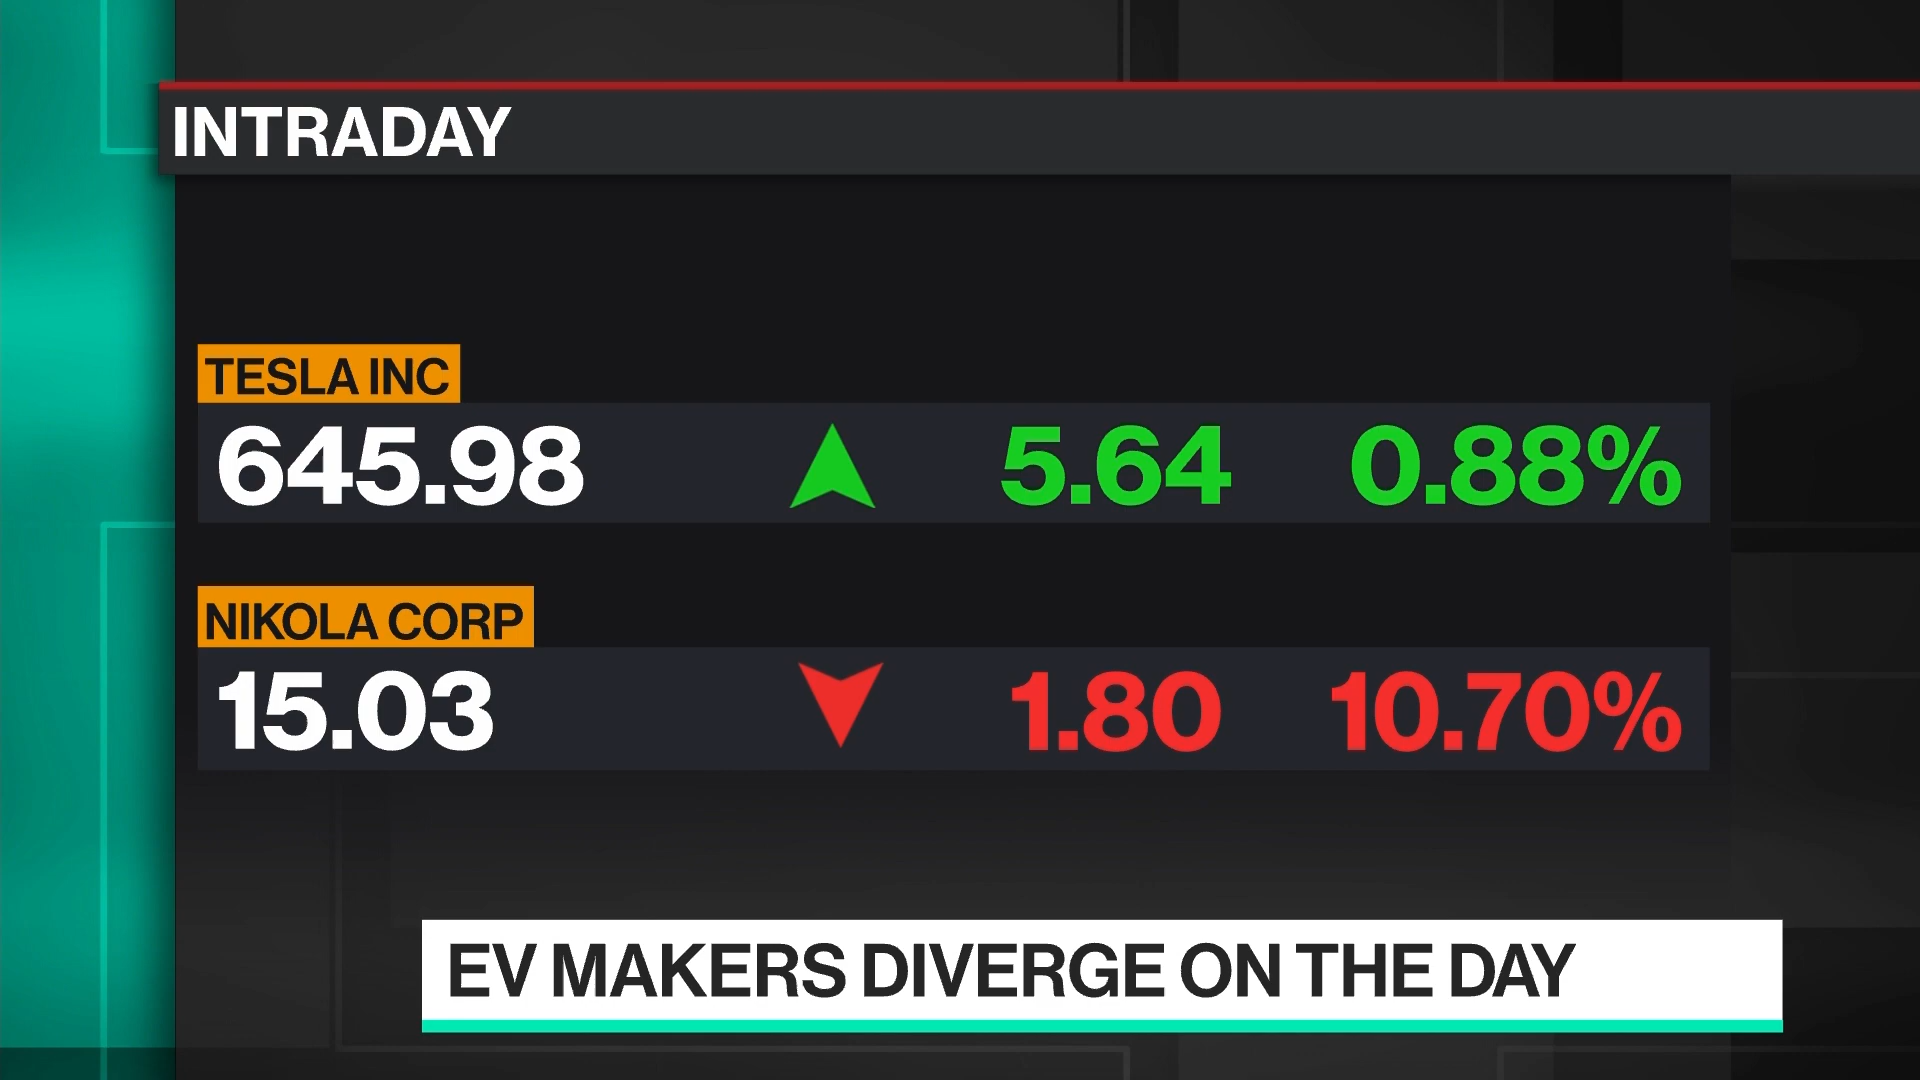 INTRADAY
TESLA INC
645.98 5.64 0.88%
NIKOLA CORP
15.03 1.80 10.70%
EV MAKERS DIVERGE ON THE DAY